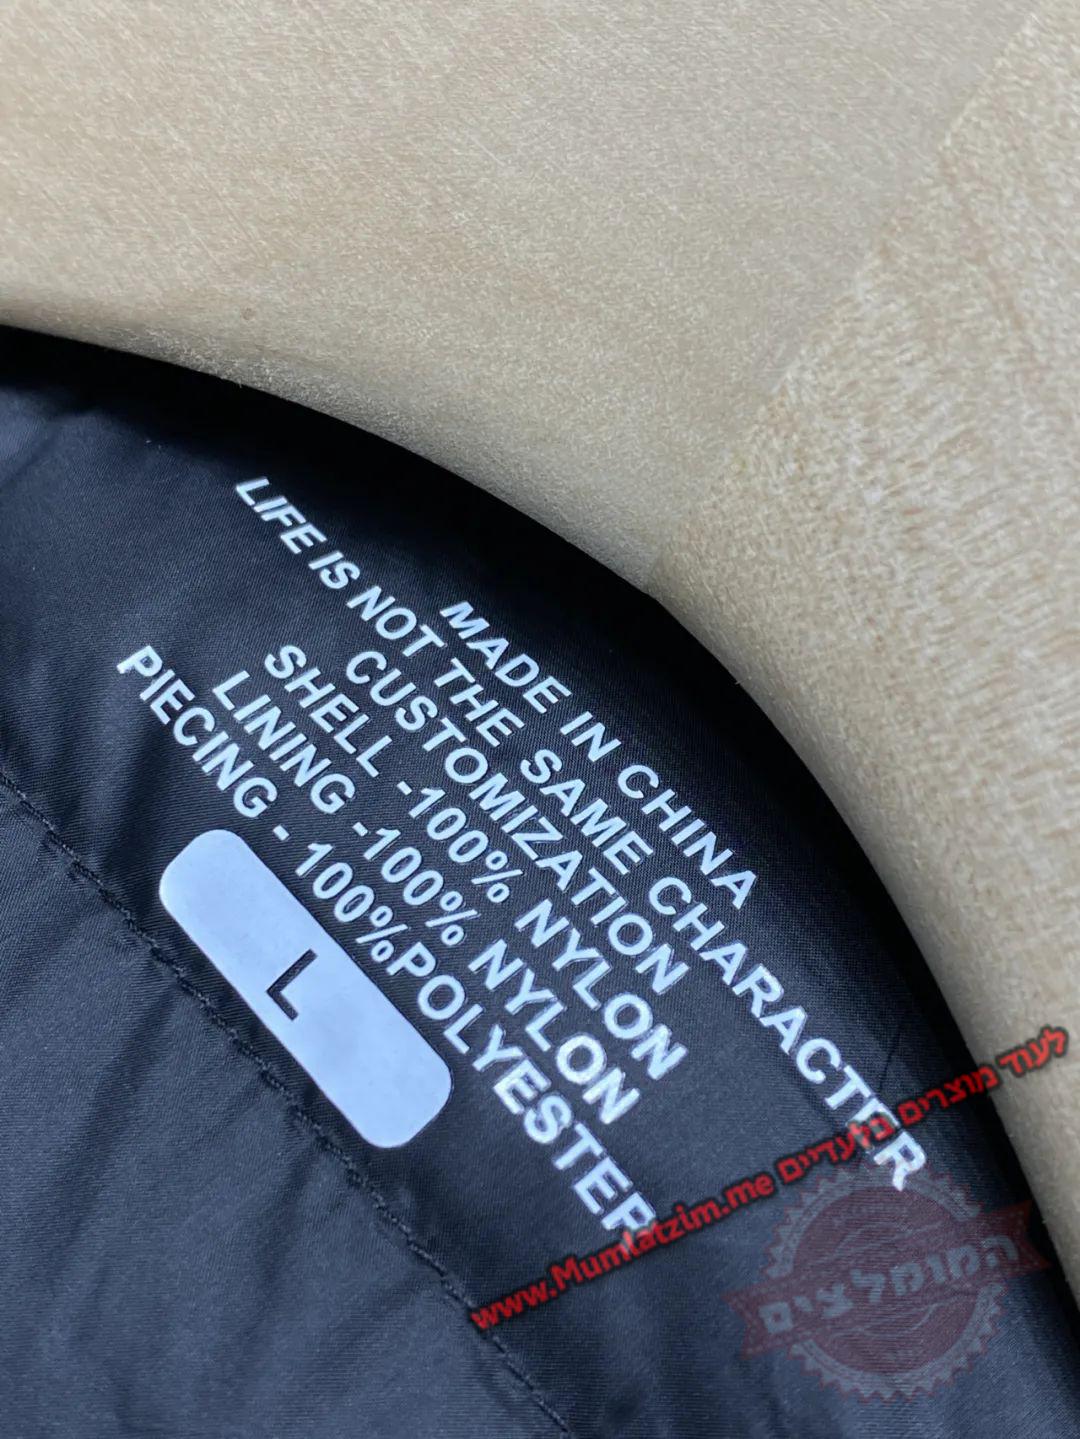 MADE IN CHINA
LIFE IS NOT THE SAME CHARACTER
CUSTOMIZATION
SHELL -100% NYLON
LINING -100% NYLON
PIECING - 100%POLYESTER
L
לעוד מוצרים בלעדיים www.Mumlatzim.me
המומלצים